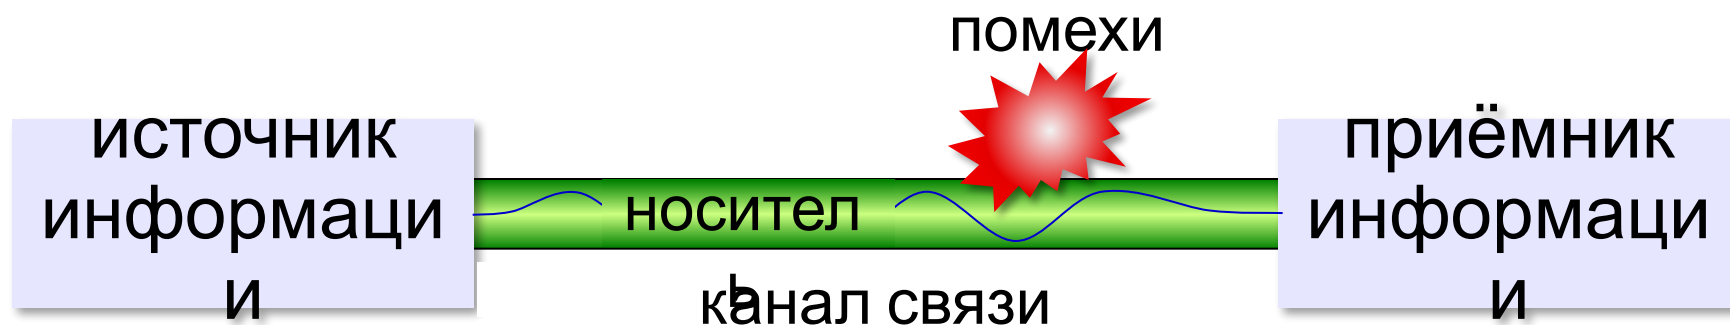 помехи
источник
информаци
и
носител
ь
канал связи
приёмник
информаци
и